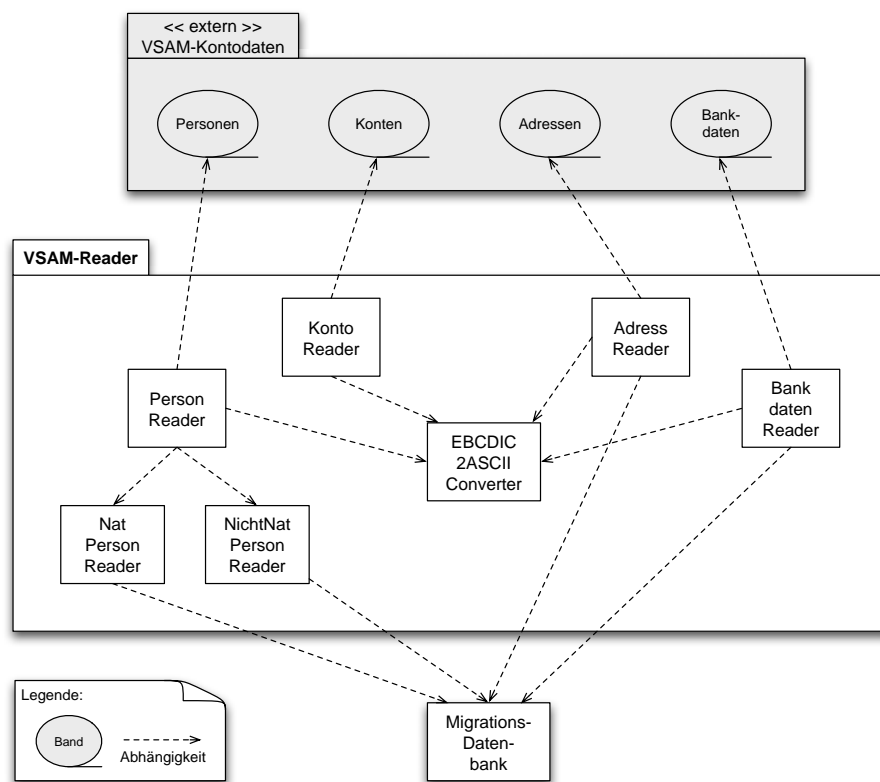 << extern >>
VSAM-Kontodaten
Personen
Konten
Adressen
Bank-
daten
VSAM-Reader
Konto
Reader
Adress
Reader
Person
Reader
Bank
daten
Reader
EBCDIC
2ASCII
Converter
Nat
Person
Reader
NichtNat
Person
Reader
Legende:
Band
Abhängigkeit
Migrations-
Daten-
bank